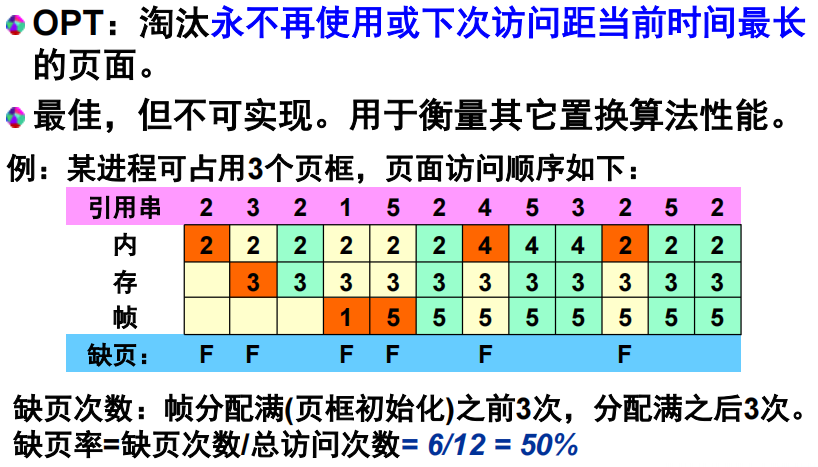 OPT：淘汰永不再使用或下次访问距当前时间最长
的页面。
最佳，但不可实现。用于衡量其它置换算法性能。
例：某进程可占用3个页框，页面访问顺序如下：
引用串 2 3 2 1 5 2 4 5 3 2 5 2
内 2 2 2 2 2 2 4 4 4 2 2 2
存 3 3 3 3 3 3 3 3 3 3 3
帧 1 5 5 5 5 5 5 5 5
缺页： F F F F F F
缺页次数：帧分配满(页框初始化)之前3次，分配满之后3次。
缺页率=缺页次数/总访问次数= 6/12 = 50%